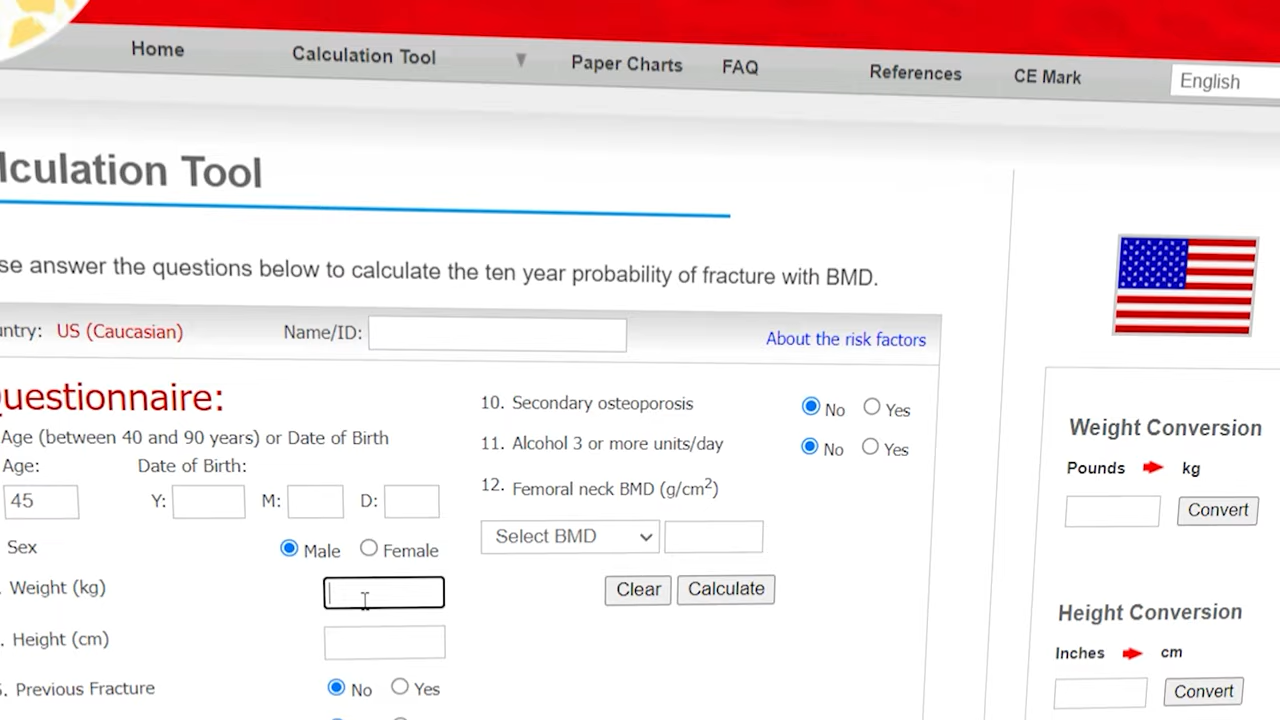 Home Calculation Tool Paper Charts FAQ References CE Mark English
lculation Tool
se answer the questions below to calculate the ten year probability of fracture with BMD.
untry: US (Caucasian) Name/ID: About the risk factors
uestionnaire:
Age (between 40 and 90 years) or Date of Birth
Age: Date of Birth:
45 Y: M: D:
Sex Male Female
. Weight (kg)
. Height (cm)
. Previous Fracture No Yes
10. Secondary osteoporosis No Yes
11. Alcohol 3 or more units/day No Yes
12. Femoral neck BMD (g/cm²)
Select BMD
Clear Calculate
Weight Conversion
Pounds kg
Convert
Height Conversion
Inches cm
Convert